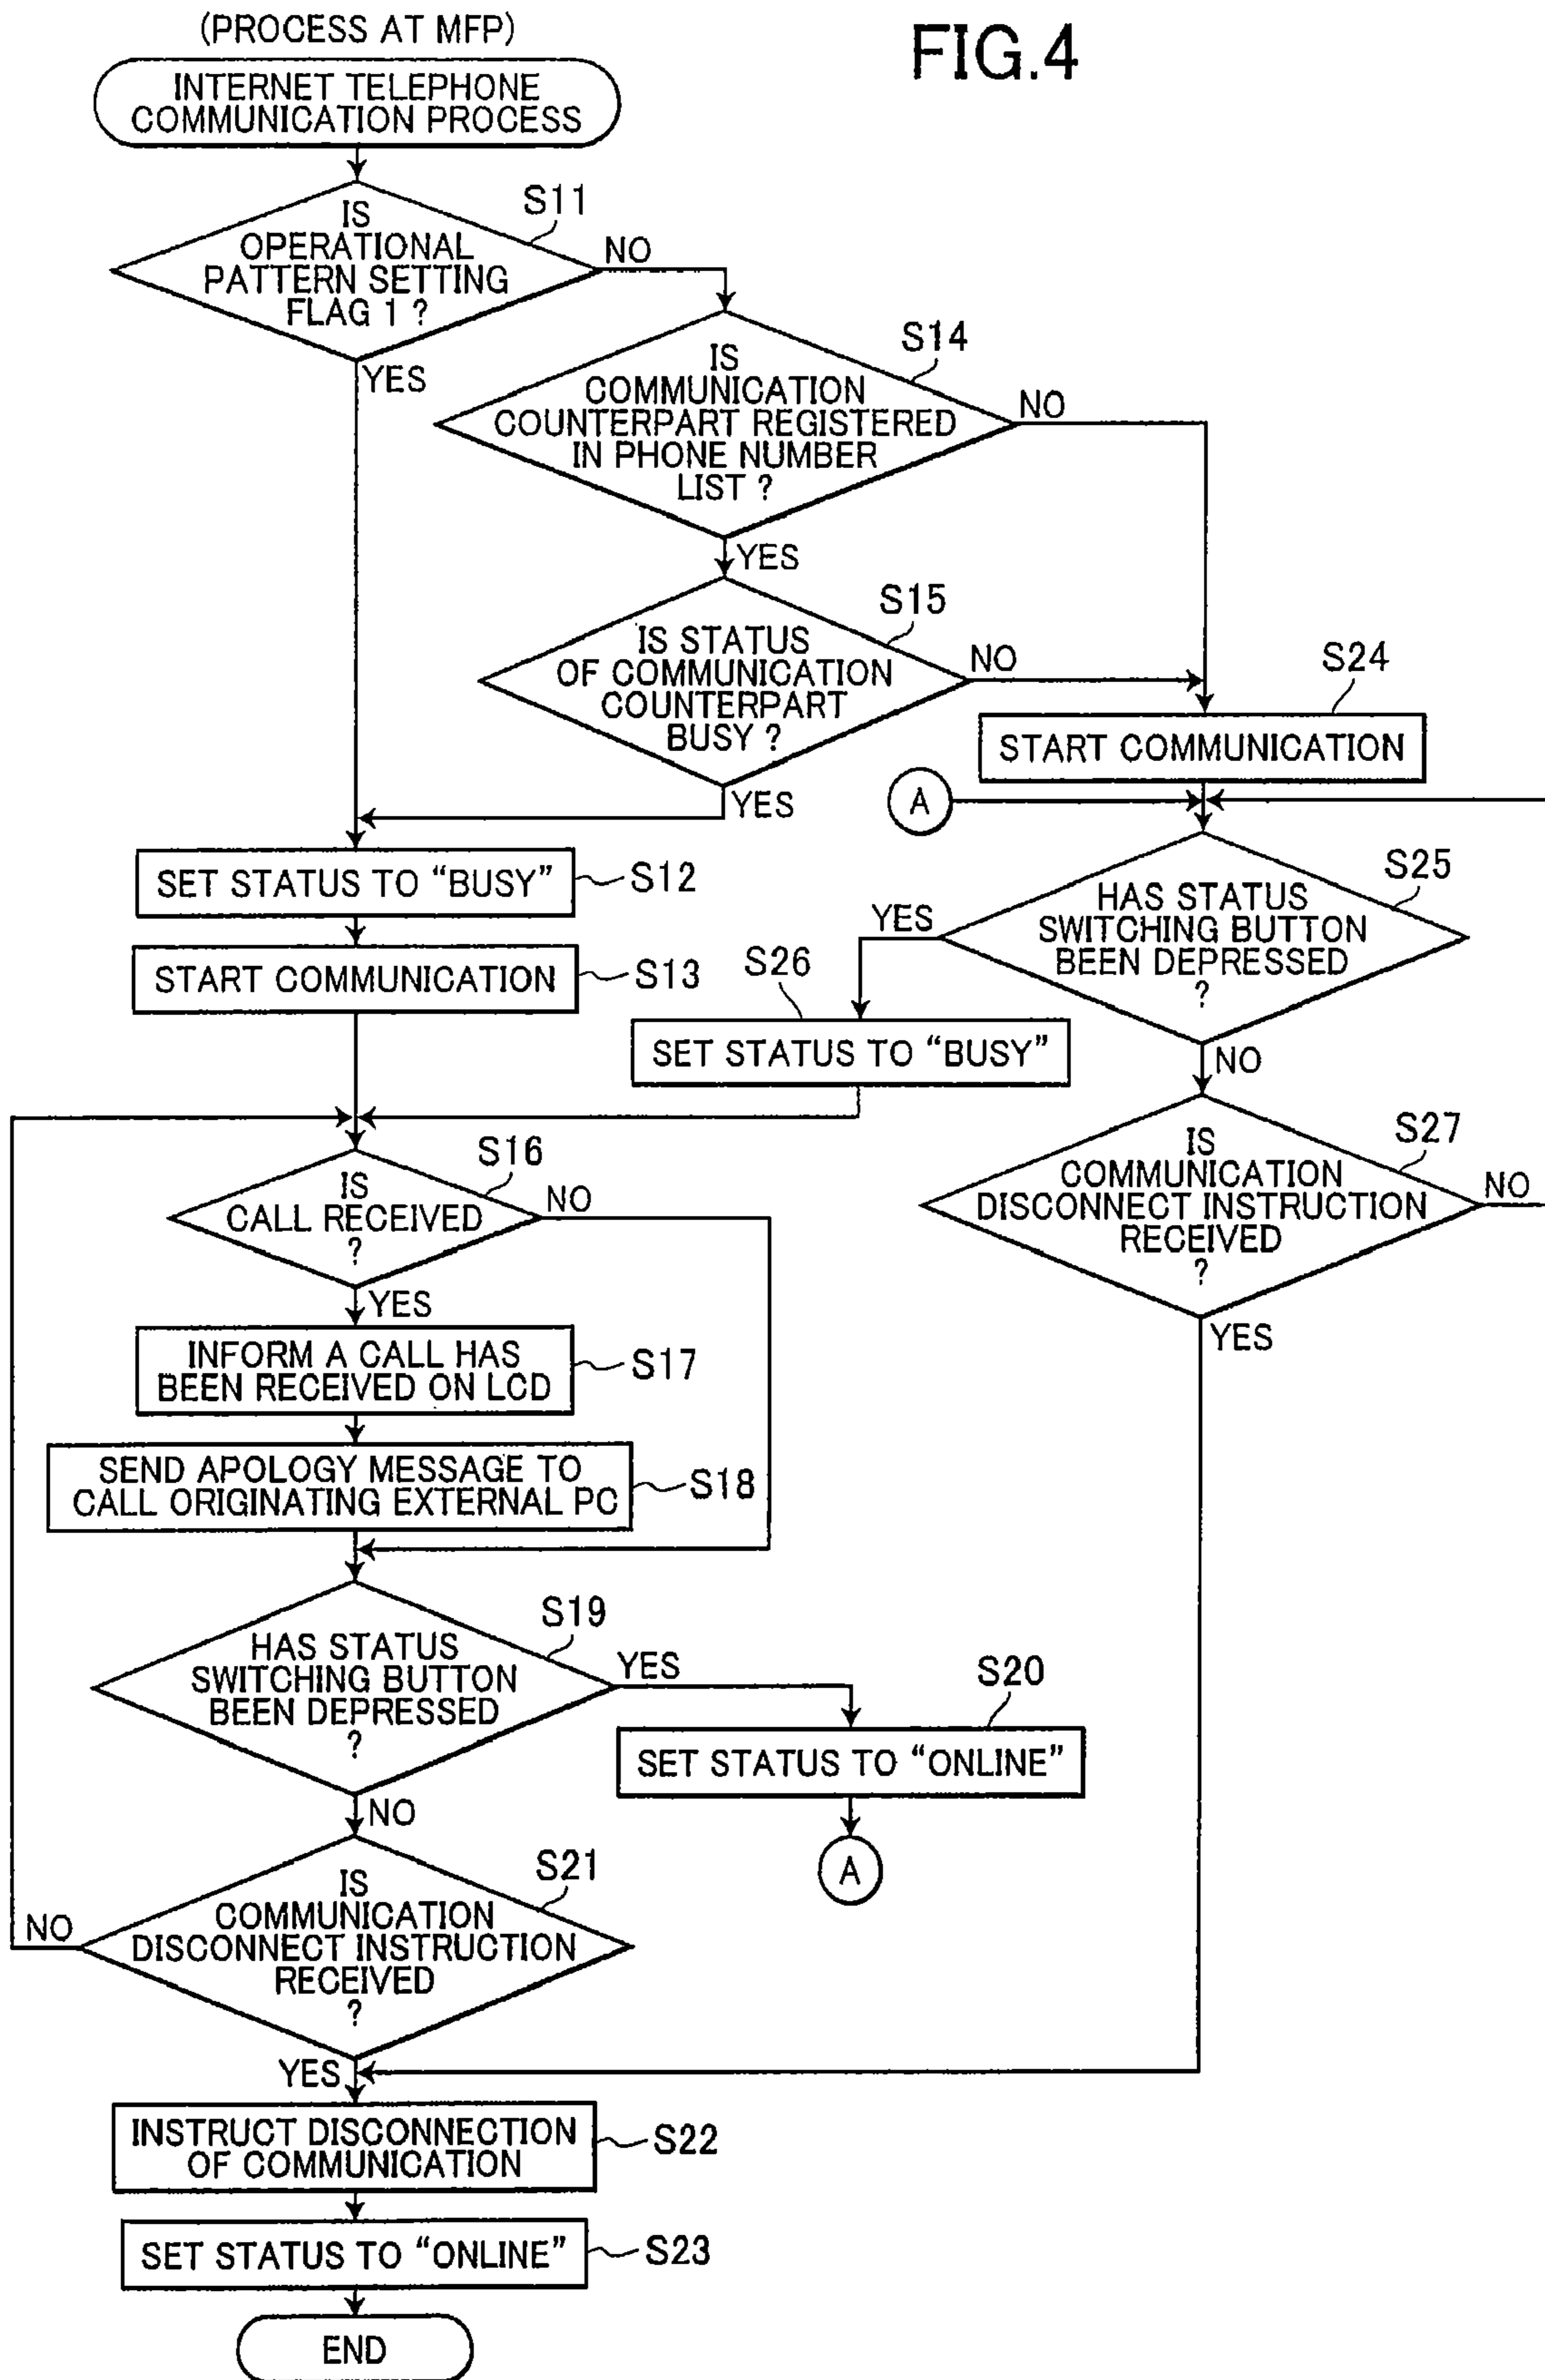 (PROCESS AT MFP)
FIG.4
INTERNET TELEPHONE
COMMUNICATION PROCESS
S11
IS
OPERATIONAL
PATTERN SETTING
FLAG 1 ?
NO
YES
S14
IS
COMMUNICATION
COUNTERPART REGISTERED
IN PHONE NUMBER
LIST ?
NO
YES
S15
IS STATUS
OF COMMUNICATION
COUNTERPART
BUSY ?
NO
YES
S24
START COMMUNICATION
A
SET STATUS TO “BUSY”
S12
START COMMUNICATION
S13
S25
HAS STATUS
SWITCHING BUTTON
BEEN DEPRESSED
?
YES
NO
S26
SET STATUS TO “BUSY”
S27
IS
COMMUNICATION
DISCONNECT INSTRUCTION
RECEIVED
?
NO
YES
S16
IS
CALL RECEIVED
?
NO
YES
INFORM A CALL HAS
BEEN RECEIVED ON LCD
S17
SEND APOLOGY MESSAGE TO
CALL ORIGINATING EXTERNAL PC
S18
S19
HAS STATUS
SWITCHING BUTTON
BEEN DEPRESSED
?
YES
NO
S20
SET STATUS TO “ONLINE”
A
S21
IS
COMMUNICATION
DISCONNECT INSTRUCTION
RECEIVED
?
NO
YES
INSTRUCT DISCONNECTION
OF COMMUNICATION
S22
SET STATUS TO “ONLINE”
S23
END